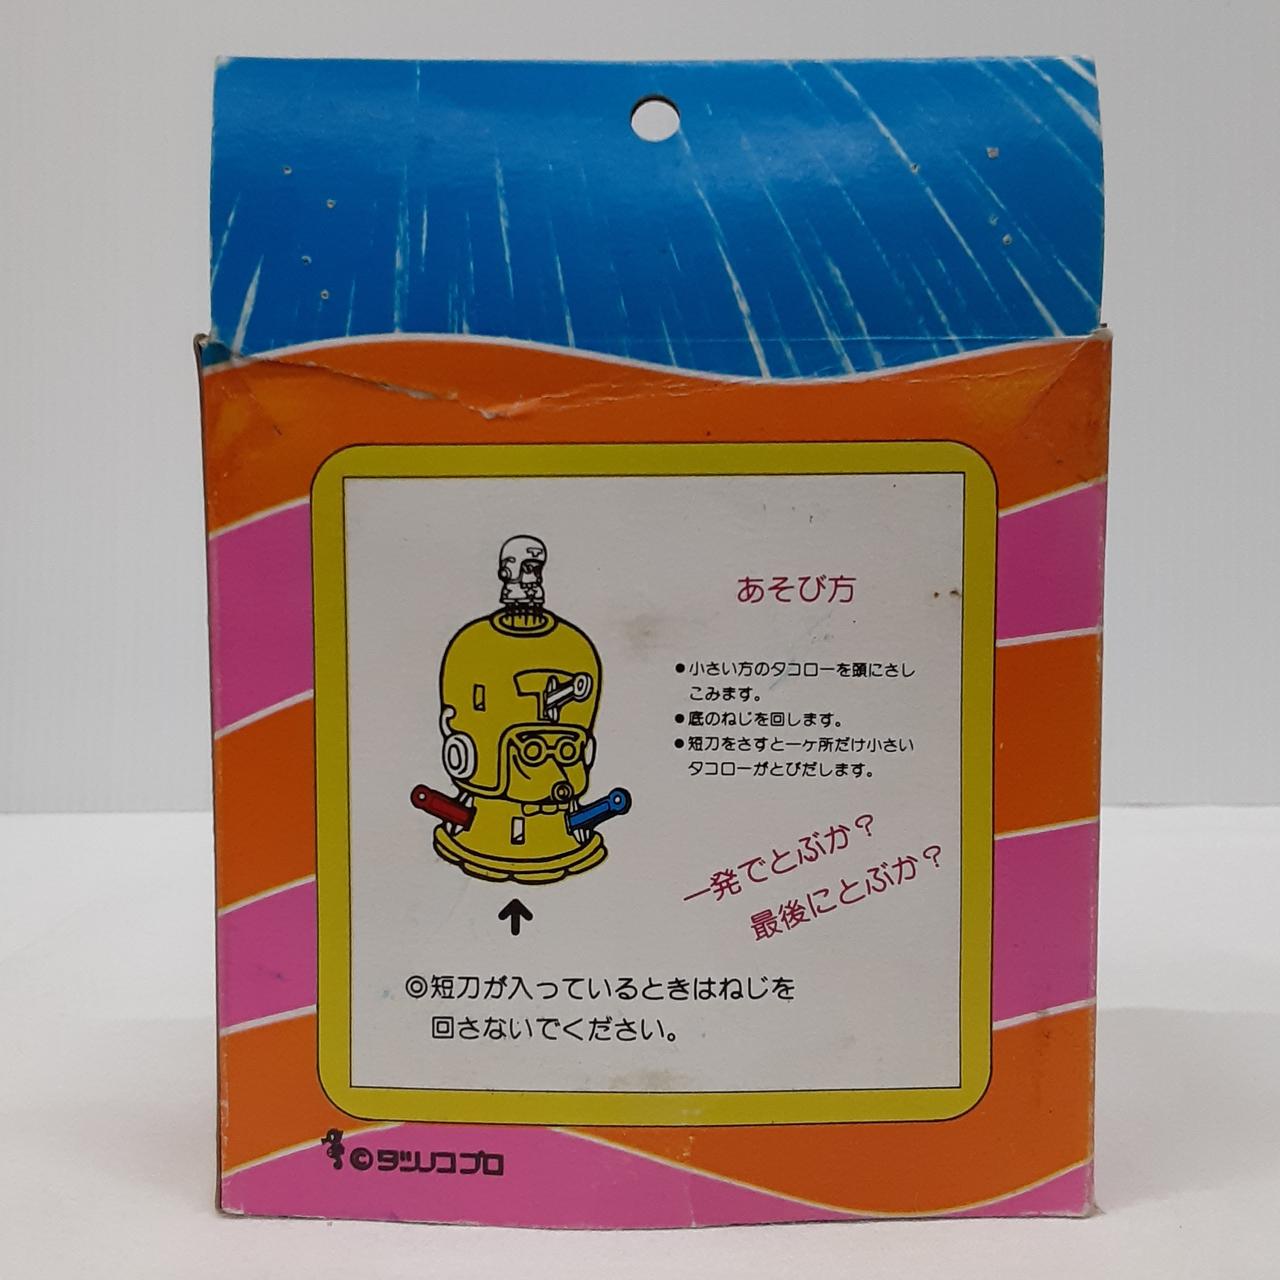 あそび方
●小さい方のタコローを頭にさし
こみます。
●底のねじを回します。
●短刀をさすと一ヶ所だけ小さい
タコローがとびだします。
一発でとぶか？
最後にとぶか？
◎短刀が入っているときはねじを
回さないでください。
©タツノコプロ